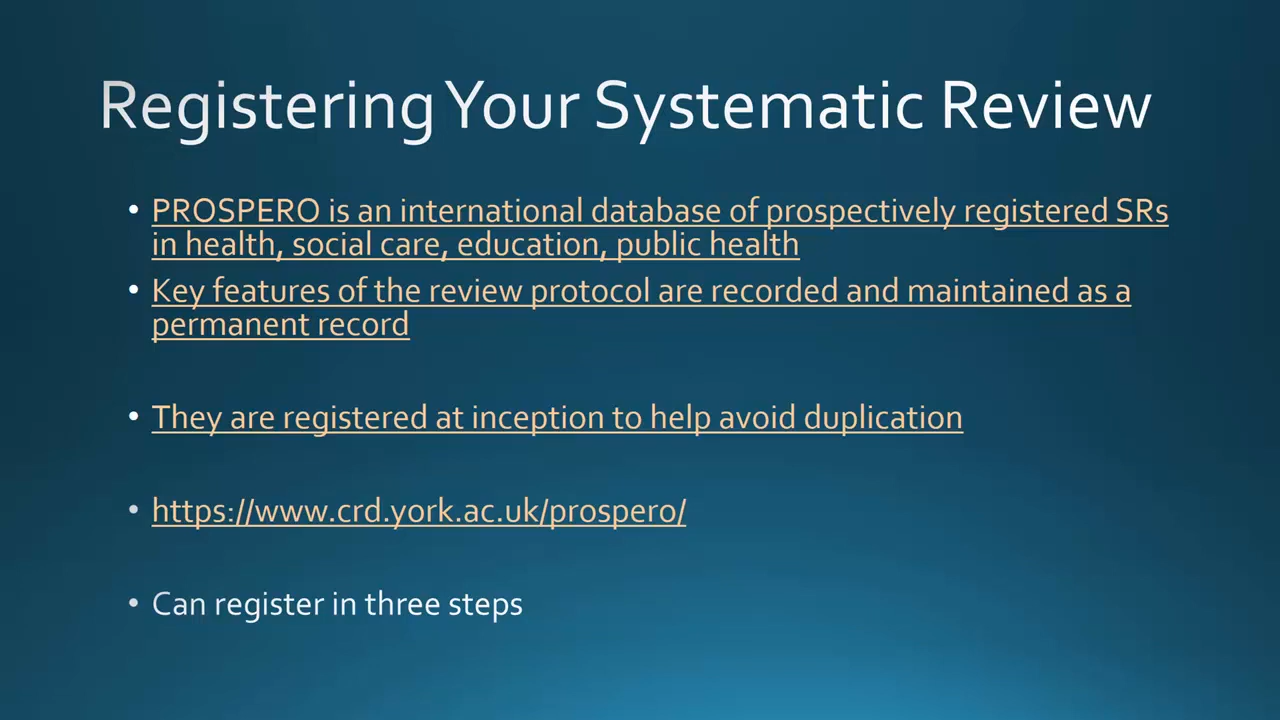 Registering Your Systematic Review
• PROSPERO is an international database of prospectively registered SRs
in health, social care, education, public health
• Key features of the review protocol are recorded and maintained as a
permanent record
• They are registered at inception to help avoid duplication
• https://www.crd.york.ac.uk/prospero/
• Can register in three steps